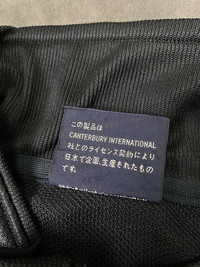 この製品は
CANTERBURY INTERNATIONAL
社とのライセンス契約により
日本で企画、生産されたもの
です。